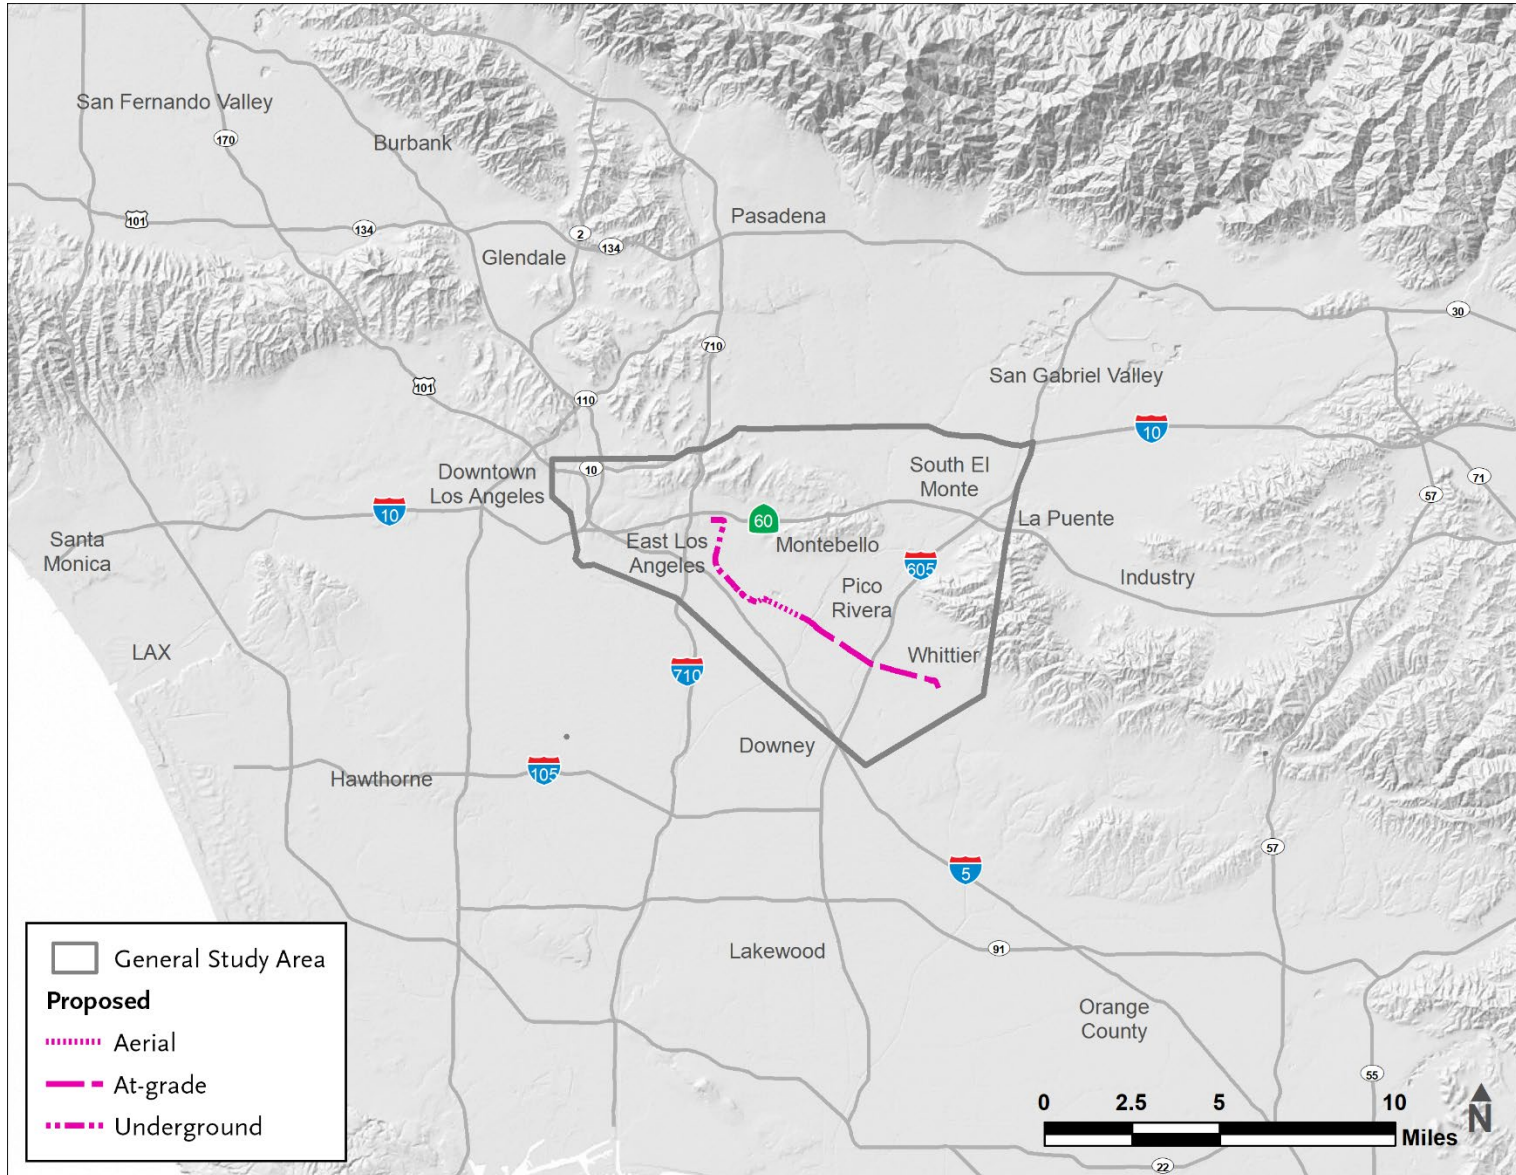 San Fernando Valley
170
Burbank
101
134
2
134
Pasadena
Glendale
30
710
101
110
San Gabriel Valley
10
Downtown
Los Angeles
10
South El
Monte
71
57
10
60
La Puente
Santa
Monica
East Los
Angeles
Montebello
605
Industry
Pico
Rivera
LAX
Whittier
710
Downey
105
Hawthorne
57
5
91
Lakewood
Orange
County
55
22
General Study Area
Proposed
Aerial
At-grade
Underground
0 2.5 5 10
Miles
N